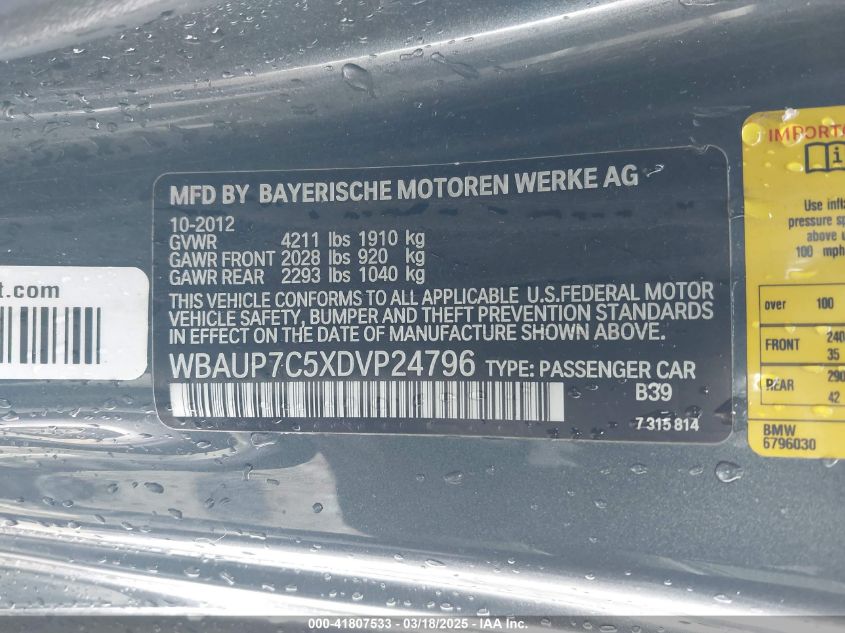 MFD BY BAYERISCHE MOTOREN WERKE AG
10-2012
GVWR 4211 lbs 1910 kg
GAWR FRONT 2028 lbs 920 kg
GAWR REAR 2293 lbs 1040 kg
THIS VEHICLE CONFORMS TO ALL APPLICABLE U.S.FEDERAL MOTOR
VEHICLE SAFETY, BUMPER AND THEFT PREVENTION STANDARDS
IN EFFECT ON THE DATE OF MANUFACTURE SHOWN ABOVE.
WBAUP7C5XDVP24796 TYPE: PASSENGER CAR
B39
7 315 814
t.com
IMPORT
Use infl
pressure sp
above u
100 mph
over 100
FRONT 240
35
REAR 290
42
BMW
6796030
000-41807533 - 03/18/2025 - IAA Inc.